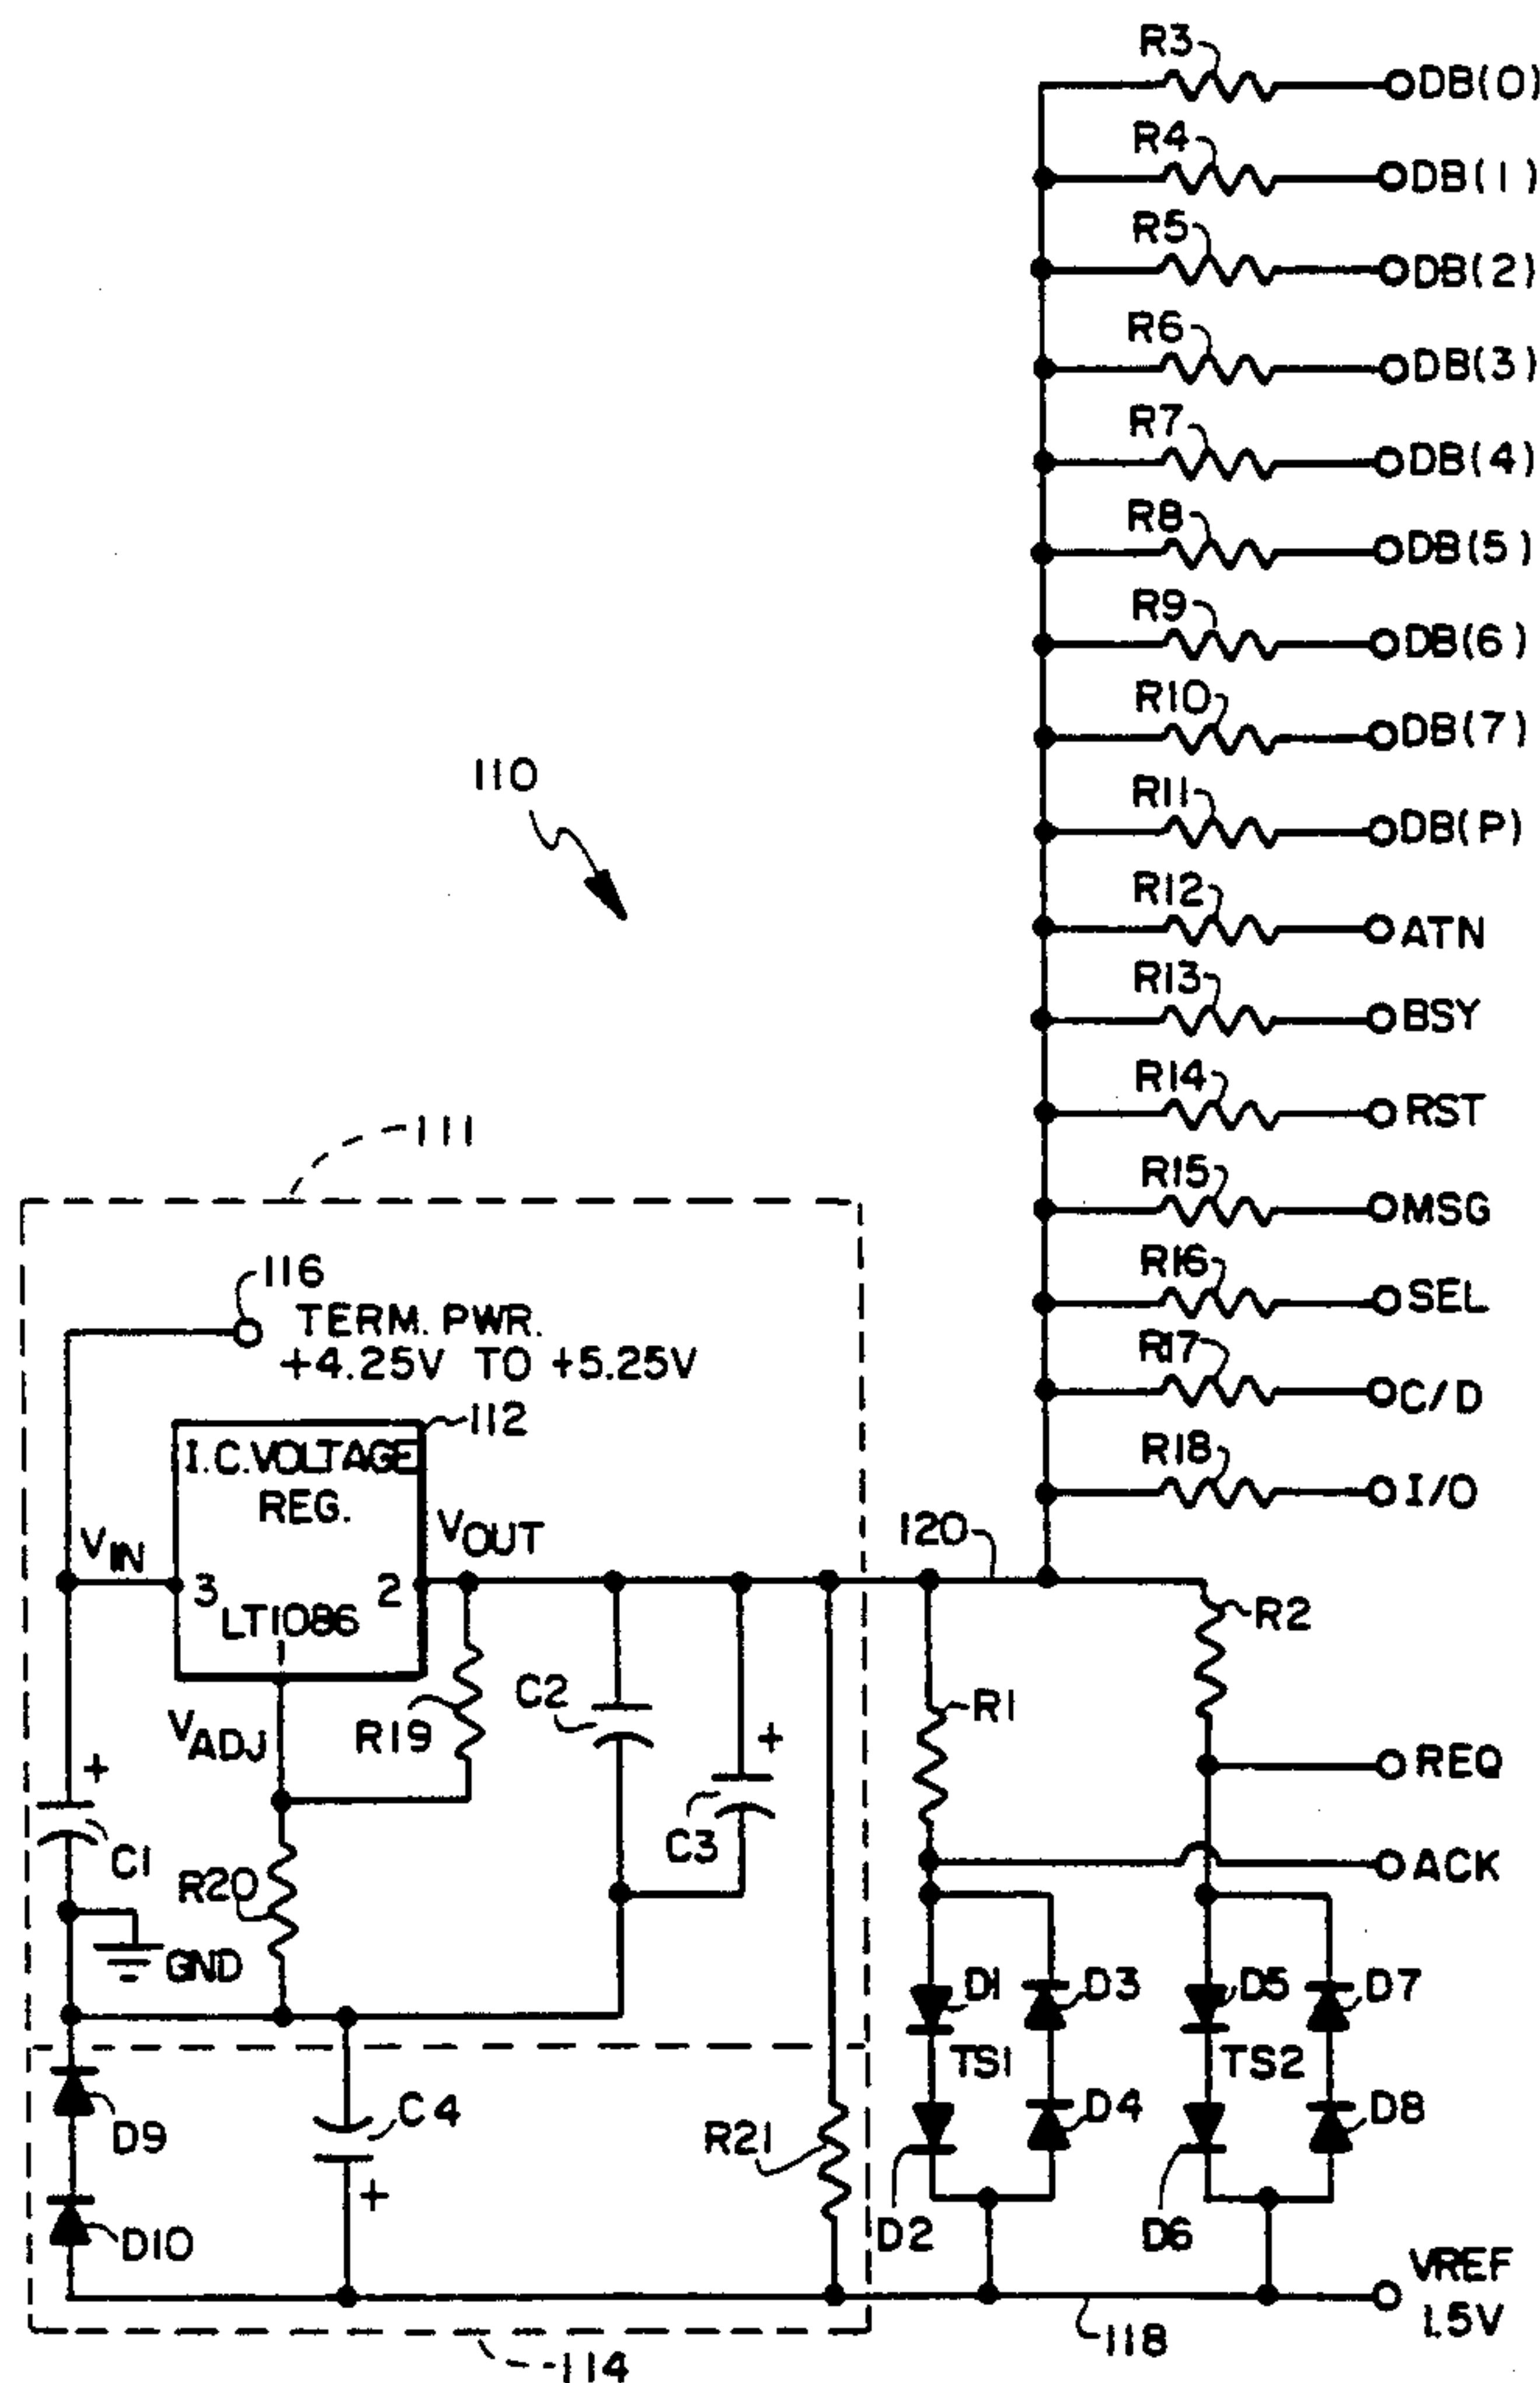 R3
DB(0)
R4
DB(1)
R5
DB(2)
R6
DB(3)
R7
DB(4)
R8
DB(5)
R9
DB(6)
R10
DB(7)
110
R11
DB(P)
R12
ATN
R13
BSY
R14
RST
111
R15
MSG
R16
SEL
116
TERM. PWR.
+4.25V TO +5.25V
R17
C/D
112
I.C. VOLTAGE
REG.
R18
I/O
VIN
3
2
LT1086
1
VOUT
120
R2
VADJ
R19
C2
+
R1
REQ
+
C1
C3
ACK
R20
GND
D1
D3
D5
D7
TS1
TS2
D9
C4
+
R21
D4
D8
D10
D2
D6
VREF
1.5V
118
114